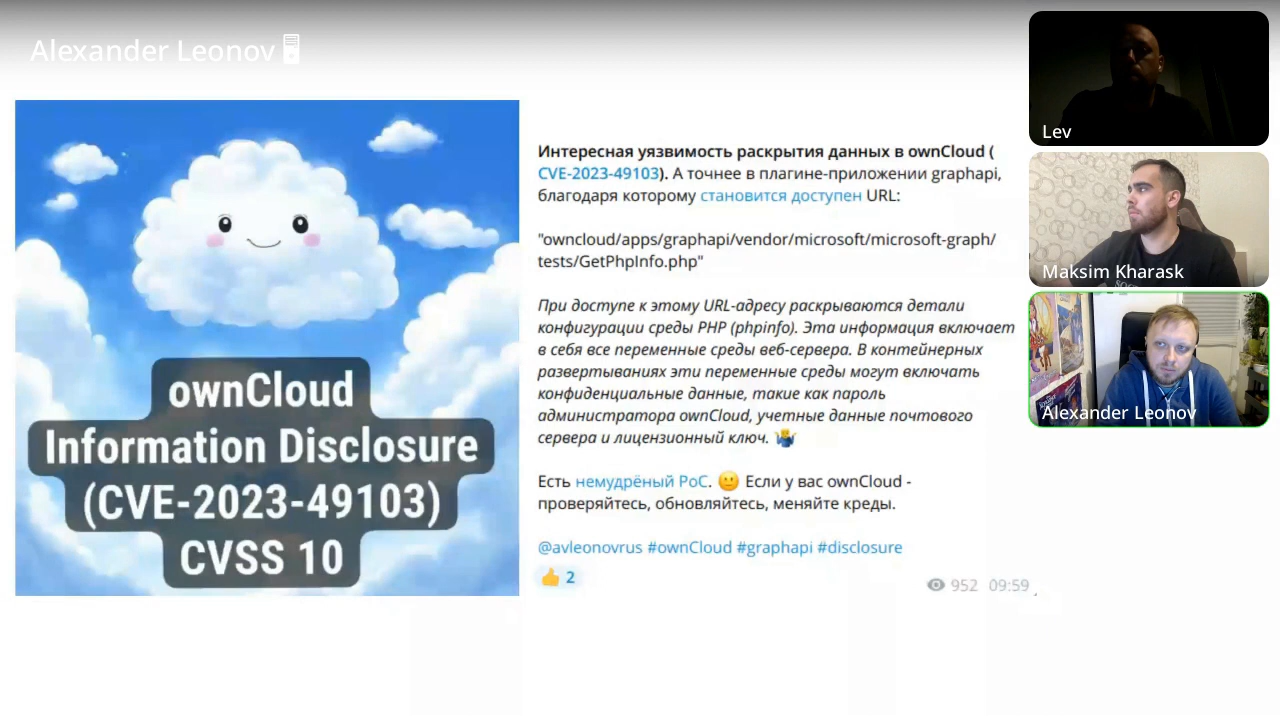 Alexander Leonov
ownCloud
Information Disclosure
(CVE-2023-49103)
CVSS 10
Интересная уязвимость раскрытия данных в ownCloud (
CVE-2023-49103). А точнее в плагине-приложении graphapi,
благодаря которому становится доступен URL:
"owncloud/apps/graphapi/vendor/microsoft/microsoft-graph/
tests/GetPhpInfo.php"
При доступе к этому URL-адресу раскрываются детали
конфигурации среды PHP (phpinfo). Эта информация включает
в себя все переменные среды веб-сервера. В контейнерных
развертываниях эти переменные среды могут включать
конфиденциальные данные, такие как пароль
администратора ownCloud, учетные данные почтового
сервера и лицензионный ключ. 🤷‍♂️
Есть немудрёный PoC. 🙂 Если у вас ownCloud -
проверяйтесь, обновляйтесь, меняйте креды.
@avleonovrus #ownCloud #graphapi #disclosure
👍 2
952 09:59
Lev
Maksim Kharask
Alexander Leonov